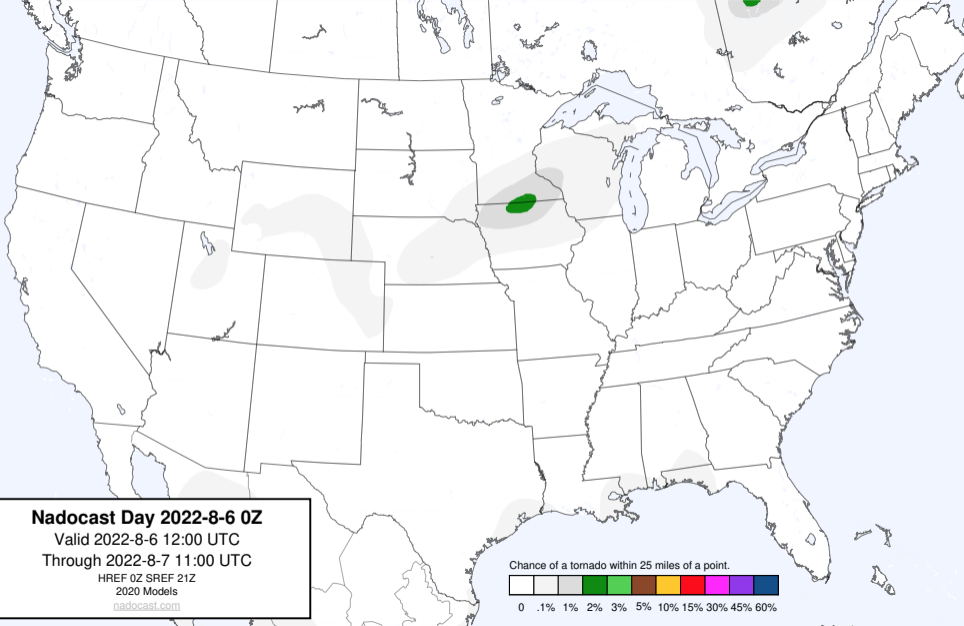 Nadocast Day 2022-8-6 0Z
Valid 2022-8-6 12:00 UTC
Through 2022-8-7 11:00 UTC
HREF 0Z SREF 21Z
2020 Models
nadocast.com
Chance of a tornado within 25 miles of a point.
0 .1% 1% 2% 3% 5% 10% 15% 30% 45% 60%